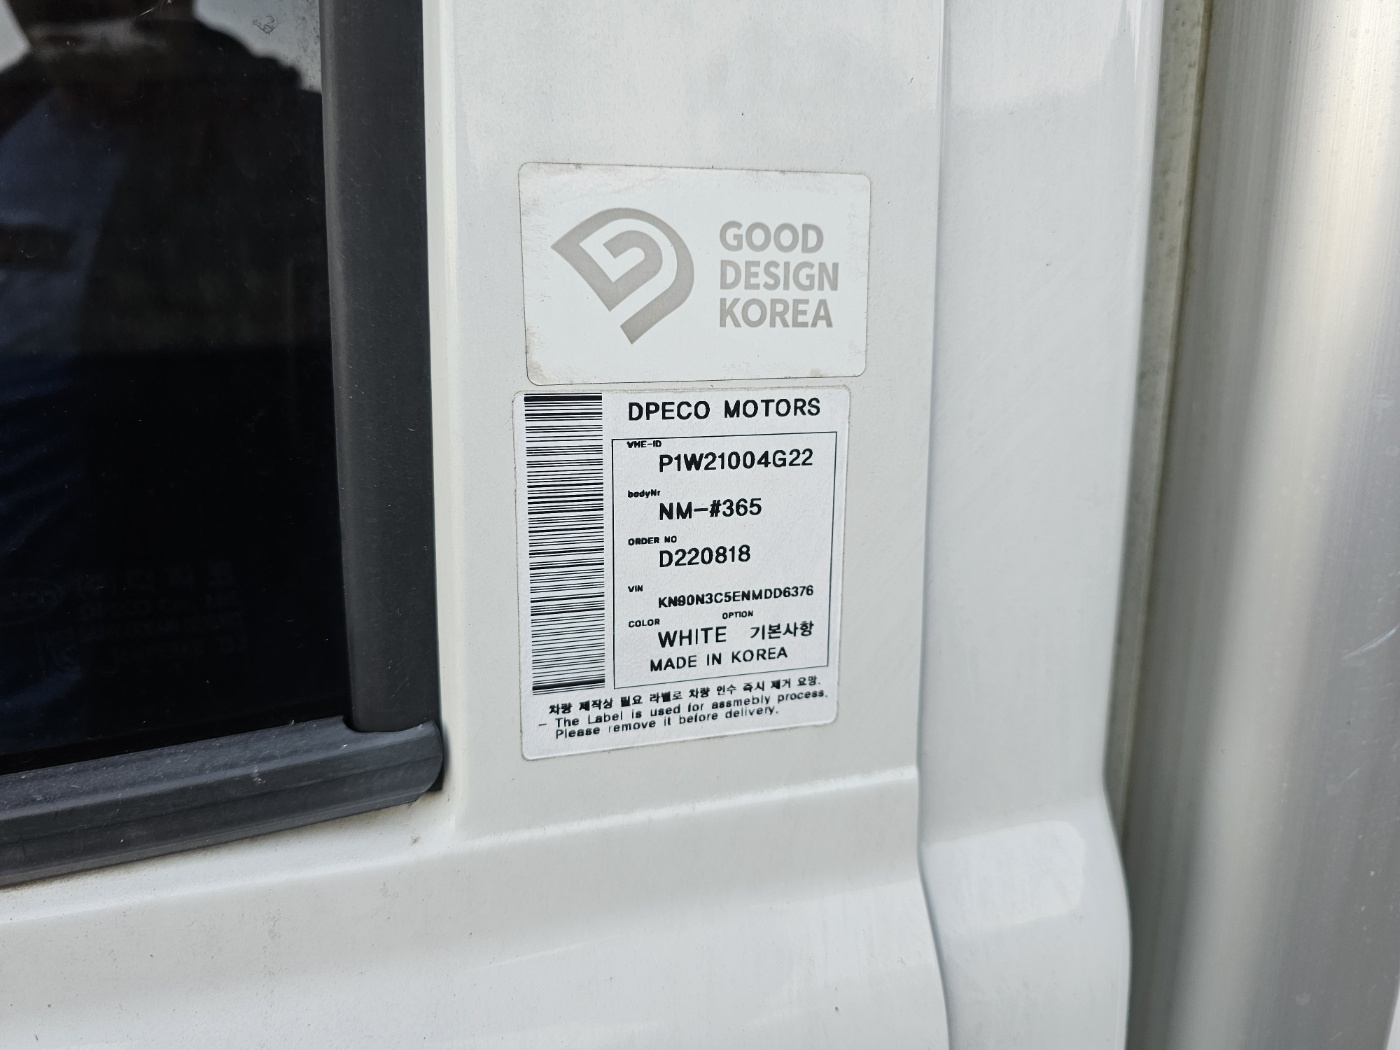 GOOD
DESIGN
KOREA
DPECO MOTORS
VHE-ID
P1W21004G22
bodyNr
NM-#365
ORDER NO
D220818
VIN
KN90N3C5ENMDD6376
COLOR OPTION
WHITE 기본사항
MADE IN KOREA
차량 제작상 필요 라벨로 차량 인수 즉시 제거 요망.
- The Label is used for assmebly process.
Please remove it before delivery.